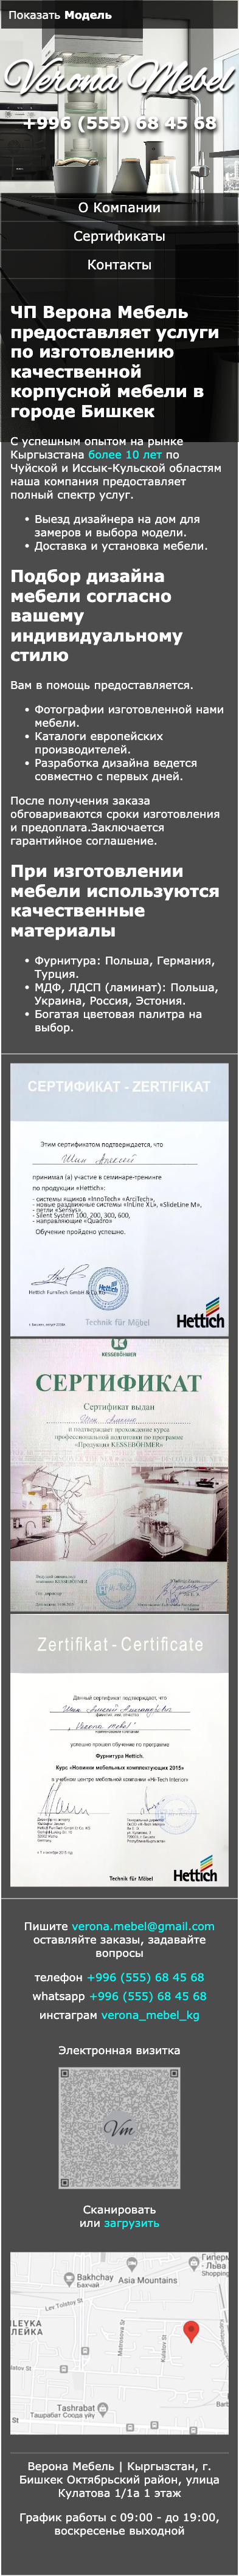 Показать Модель
Verona Mebel
+996 (555) 68 45 68
О Компании
Сертификаты
Контакты
ЧП Верона Мебель
предоставляет услуги
по изготовлению
качественной
корпусной мебели в
городе Бишкек
С успешным опытом на рынке
Кыргызстана более 10 лет по
Чуйской и Иссык-Кульской областям
наша компания предоставляет
полный спектр услуг.
• Выезд дизайнера на дом для
замеров и выбора модели.
• Доставка и установка мебели.
Подбор дизайна
мебели согласно
вашему
индивидуальному
стилю
Вам в помощь предоставляется.
• Фотографии изготовленной нами
мебели.
• Каталоги европейских
производителей.
• Разработка дизайна ведется
совместно с первых дней.
После получения заказа
обговариваются сроки изготовления
и предоплата.Заключается
гарантийное соглашение.
При изготовлении
мебели используются
качественные
материалы
• Фурнитура: Польша, Германия,
Турция.
• МДФ, ЛДСП (ламинат): Польша,
Украина, Россия, Эстония.
• Богатая цветовая палитра на
выбор.
СЕРТИФИКАТ - ZERTIFIKAT
Этим сертификатом подтверждается, что
Шин Алексей
принимал (а) участие в семинаре-тренинге
по продукции «Hettich»:
- системы ящиков «InnoTech» «ArciTech»,
- новые раздвижные системы «InLine XL», «SlideLine M»,
- петли «Sensys»,
- Silent System 100, 200, 300, 600,
- направляющие «Quadro»
Обучение пройдено успешно.
Hettich FurnTech GmbH & Co.
Technik für Möbel
Hettich
KESSEBÖHMER
СЕРТИФИКАТ
Сертификат выдан
и подтверждает прохождение курса
профессиональной подготовки по программе
«Продукция KESSEBÖHMER»
Zertifikat - Certificate
Данный сертификат подтверждает, что
Шин Алексей Александрович
"Verona mebel"
успешно прошел обучение по программе
Фурнитура Hettich.
Курс «Новинки мебельных комплектующих 2015»
в учебном центре мебельной компании «Hi-Tech Interior»
Technik für Möbel
Hettich
Пишите verona.mebel@gmail.com
оставляйте заказы, задавайте
вопросы
телефон +996 (555) 68 45 68
whatsapp +996 (555) 68 45 68
инстаграм verona_mebel_kg
Электронная визитка
Vm
Сканировать
или загрузить
Гиперм
- Льва
Shopping
Bakhchay
Бахчай
Asia Mountains
Lev Tolstoy St
ILEYKA
ЛЕЙКА
Matrosova St
Kulatov St
Tashrabat
Ташрабат Соода үйү
Верона Мебель | Кыргызстан, г.
Бишкек Октябрьский район, улица
Кулатова 1/1а 1 этаж
График работы с 09:00 - до 19:00,
воскресенье выходной